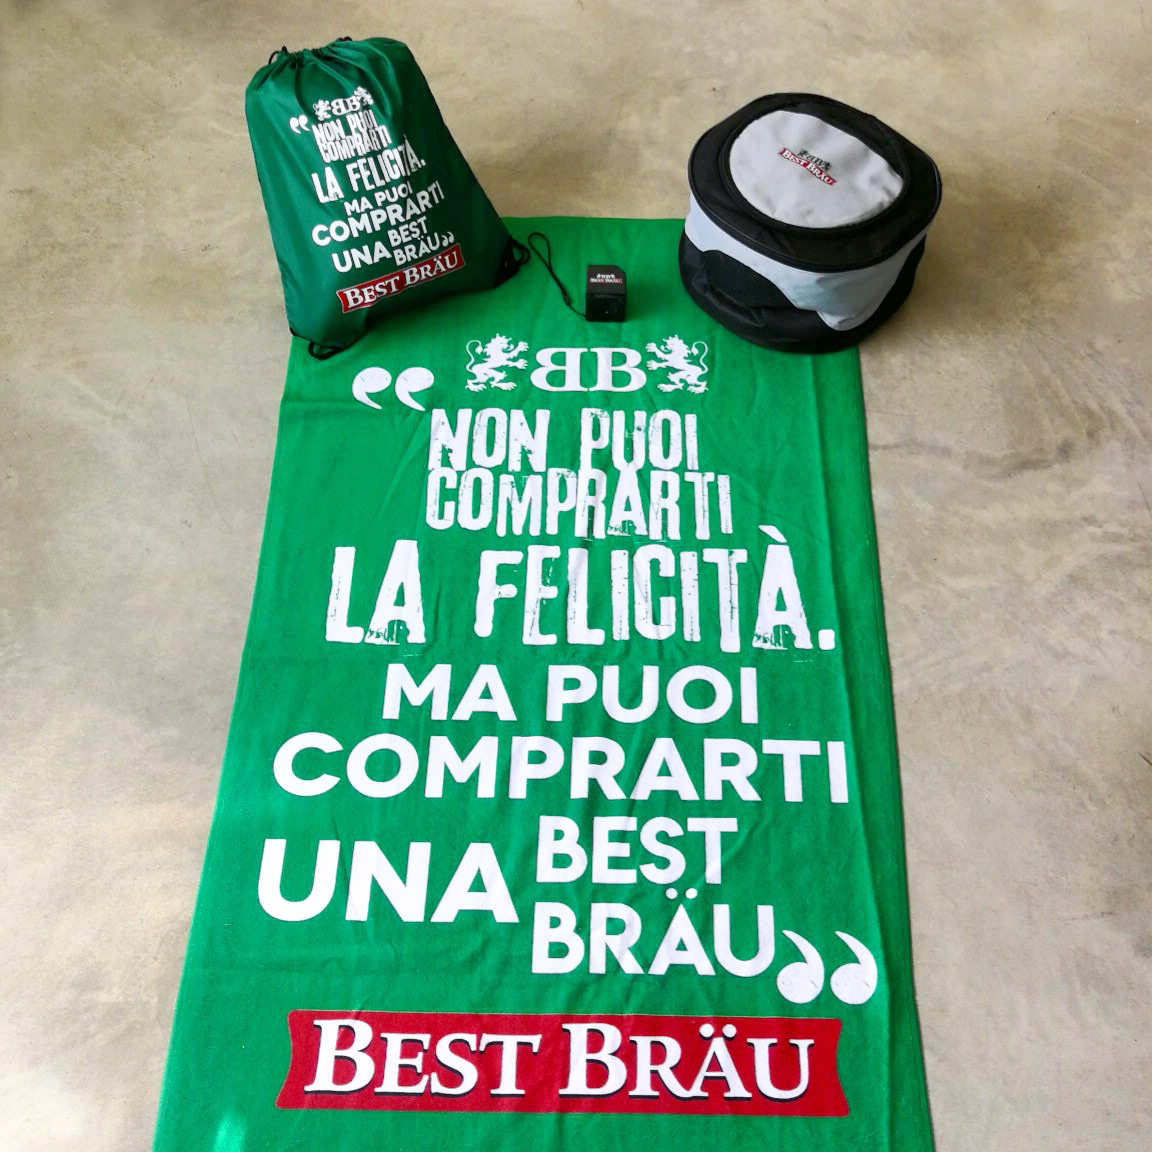 BB
“NON PUOI
COMPRARTI
LA FELICITÀ.
MA PUOI
COMPRARTI
UNA BEST
BRÄU”
BEST BRÄU
BEST BRÄU
BEST BRÄU
BB
“NON PUOI
COMPRARTI
LA FELICITÀ.
MA PUOI
COMPRARTI
UNA BEST
BRÄU”
BEST BRÄU